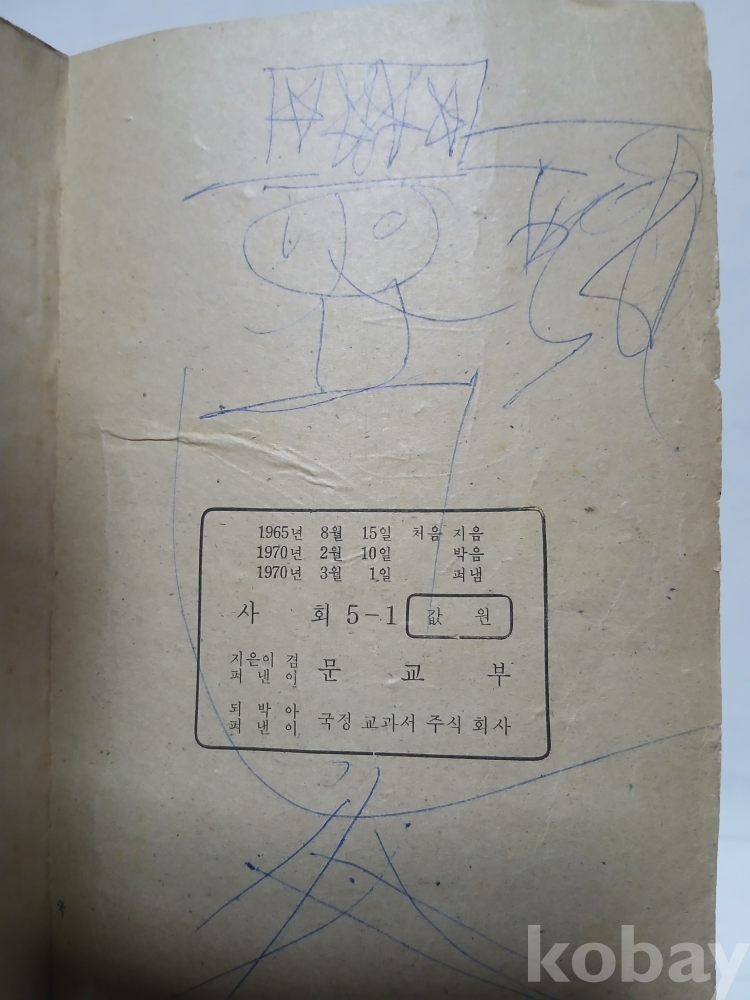 1965년 8월 15일 처음 지음
1970년 2월 10일 박음
1970년 3월 1일 펴냄
사 회 5-1 값 원
지은이 겸
펴 낸 이 문 교 부
되 박 아
펴 낸 이 국정 교과서 주식 회사
kobay